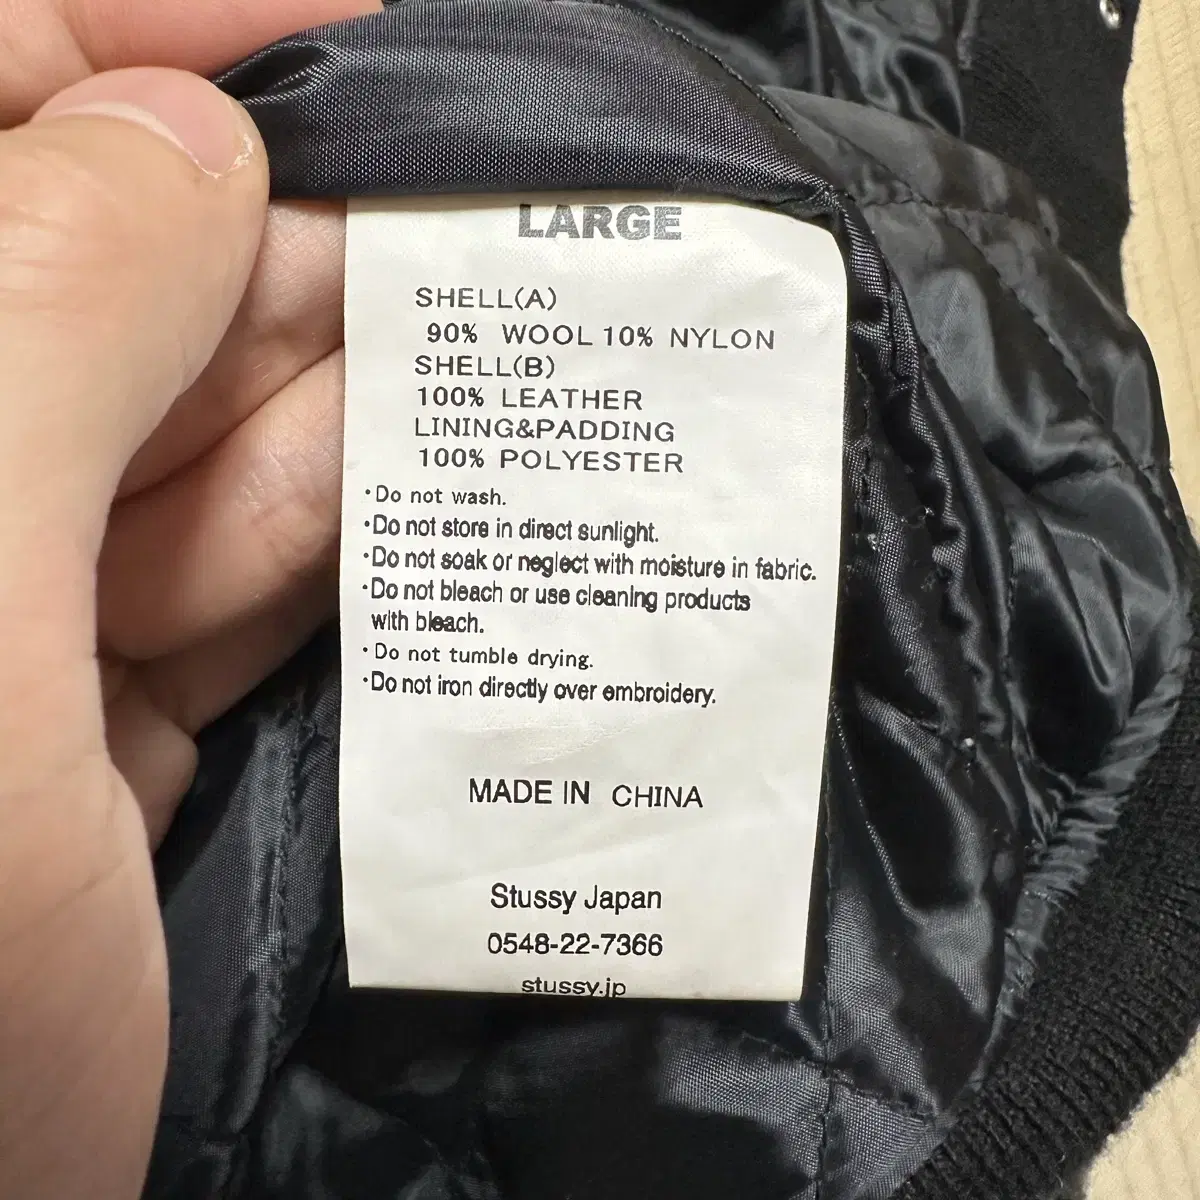 LARGE
SHELL(A)
90% WOOL 10% NYLON
SHELL(B)
100% LEATHER
LINING&PADDING
100% POLYESTER
・Do not wash.
・Do not store in direct sunlight.
・Do not soak or neglect with moisture in fabric.
・Do not bleach or use cleaning products
with bleach.
・Do not tumble drying.
・Do not iron directly over embroidery.
MADE IN CHINA
Stussy Japan
0548-22-7366
stussy.jp